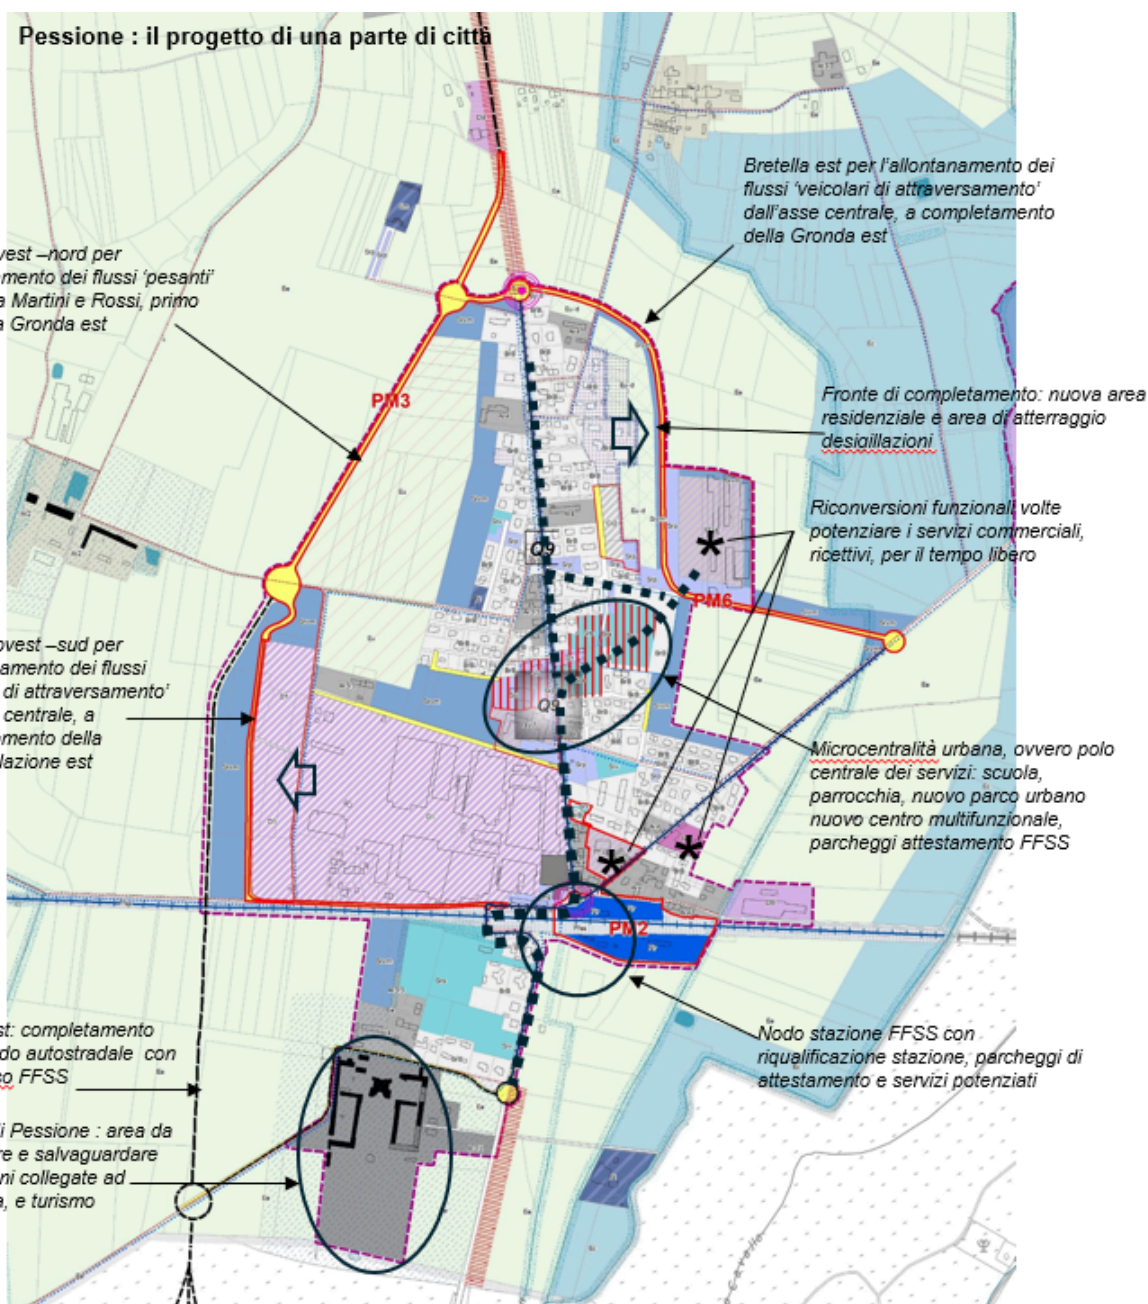 Pessione : il progetto di una parte di città
Bretella est per l'allontanamento dei
flussi 'veicolari di attraversamento'
dall'asse centrale, a completamento
della Gronda est
vest –nord per
amento dei flussi 'pesanti'
a Martini e Rossi, primo
a Gronda est
PM3
Fronte di completamento: nuova area
residenziale e area di atterraggio
desigillazioni
Riconversioni funzionali volte
potenziare i servizi commerciali,
ricettivi, per il tempo libero
Q9
PM6
ovest –sud per
amento dei flussi
di attraversamento'
centrale, a
mento della
lazione est
Q9
Microcentralità urbana, ovvero polo
centrale dei servizi: scuola,
parrocchia, nuovo parco urbano
nuovo centro multifunzionale,
parcheggi attestamento FFSS
PM2
Nodo stazione FFSS con
riqualificazione stazione, parcheggi di
attestamento e servizi potenziati
st: completamento
do autostradale con
o FFSS
i Pessione : area da
re e salvaguardare
ni collegate ad
a, e turismo